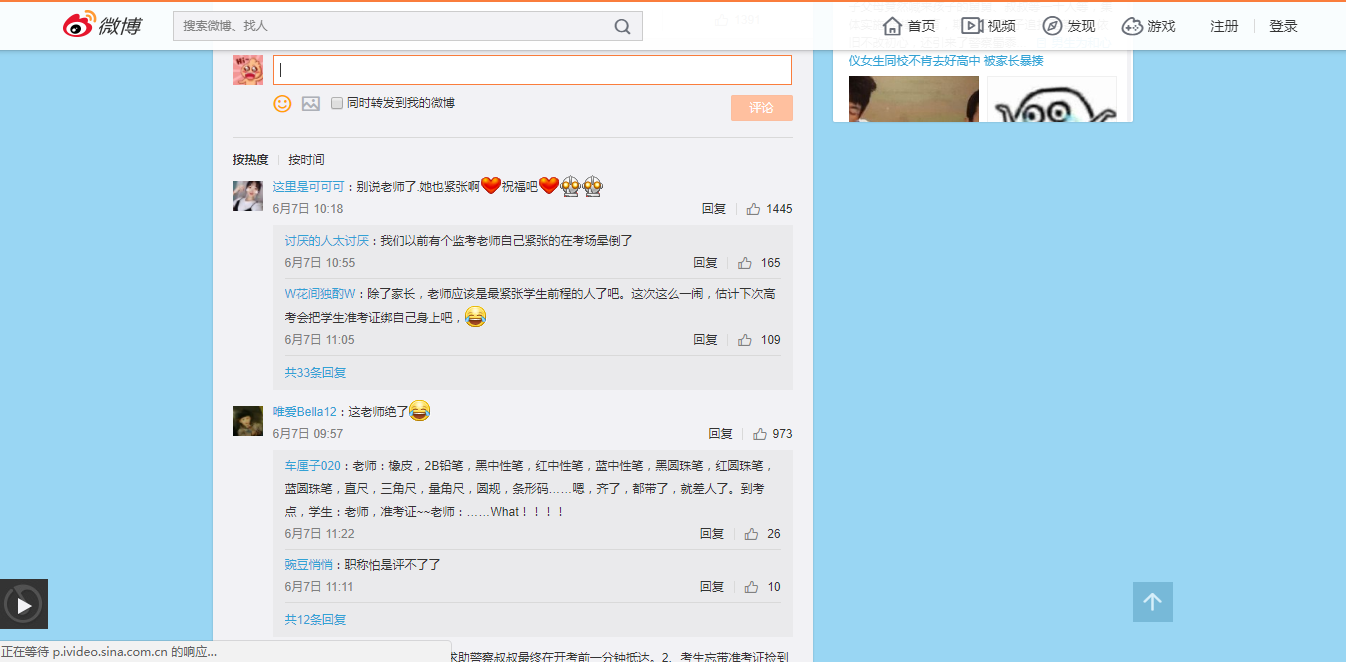 微博
搜索微博、找人
首页
视频
发现
游戏
注册
登录
仪女生同校不肯去好高中 被家长暴揍
同时转发到我的微博
评论
按热度 按时间
这里是可可可：别说老师了.她也紧张啊❤祝福吧❤
6月7日 10:18 回复 1445
讨厌的人太讨厌：我们以前有个监考老师自己紧张的在考场晕倒了
6月7日 10:55 回复 165
W花间独酌W：除了家长，老师应该是最紧张学生前程的人了吧。这次这么一闹，估计下次高
考会把学生准考证绑自己身上吧，😂
6月7日 11:05 回复 109
共33条回复
唯爱Bella12：这老师绝了😂
6月7日 09:57 回复 973
车厘子020：老师：橡皮，2B铅笔，黑中性笔，红中性笔，蓝中性笔，黑圆珠笔，红圆珠笔，
蓝圆珠笔，直尺，三角尺，量角尺，圆规，条形码……嗯，齐了，都带了，就差人了。到考
点，学生：老师，准考证~~老师：……What！！！！
6月7日 11:22 回复 26
豌豆悄悄：职称怕是评不了了
6月7日 11:11 回复 10
共12条回复
求助警察叔叔最终在开考前一分钟抵达。2、考生忘带准考证捡到
正在等待 p.ivideo.sina.com.cn 的响应...